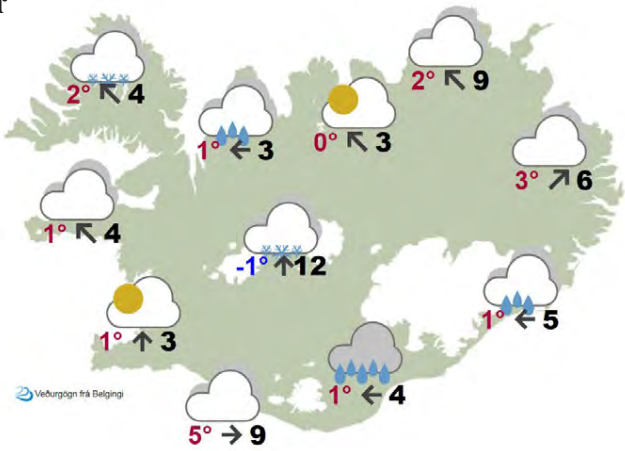 r
2° ↖ 9
2° ↖ 4
1° ← 3
0° ↖ 3
3° ↗ 6
1° ↖ 4
-1° ↑ 12
1° ← 5
1° ↑ 3
1° ← 4
Veðurgögn frá Belgingi
5° → 9